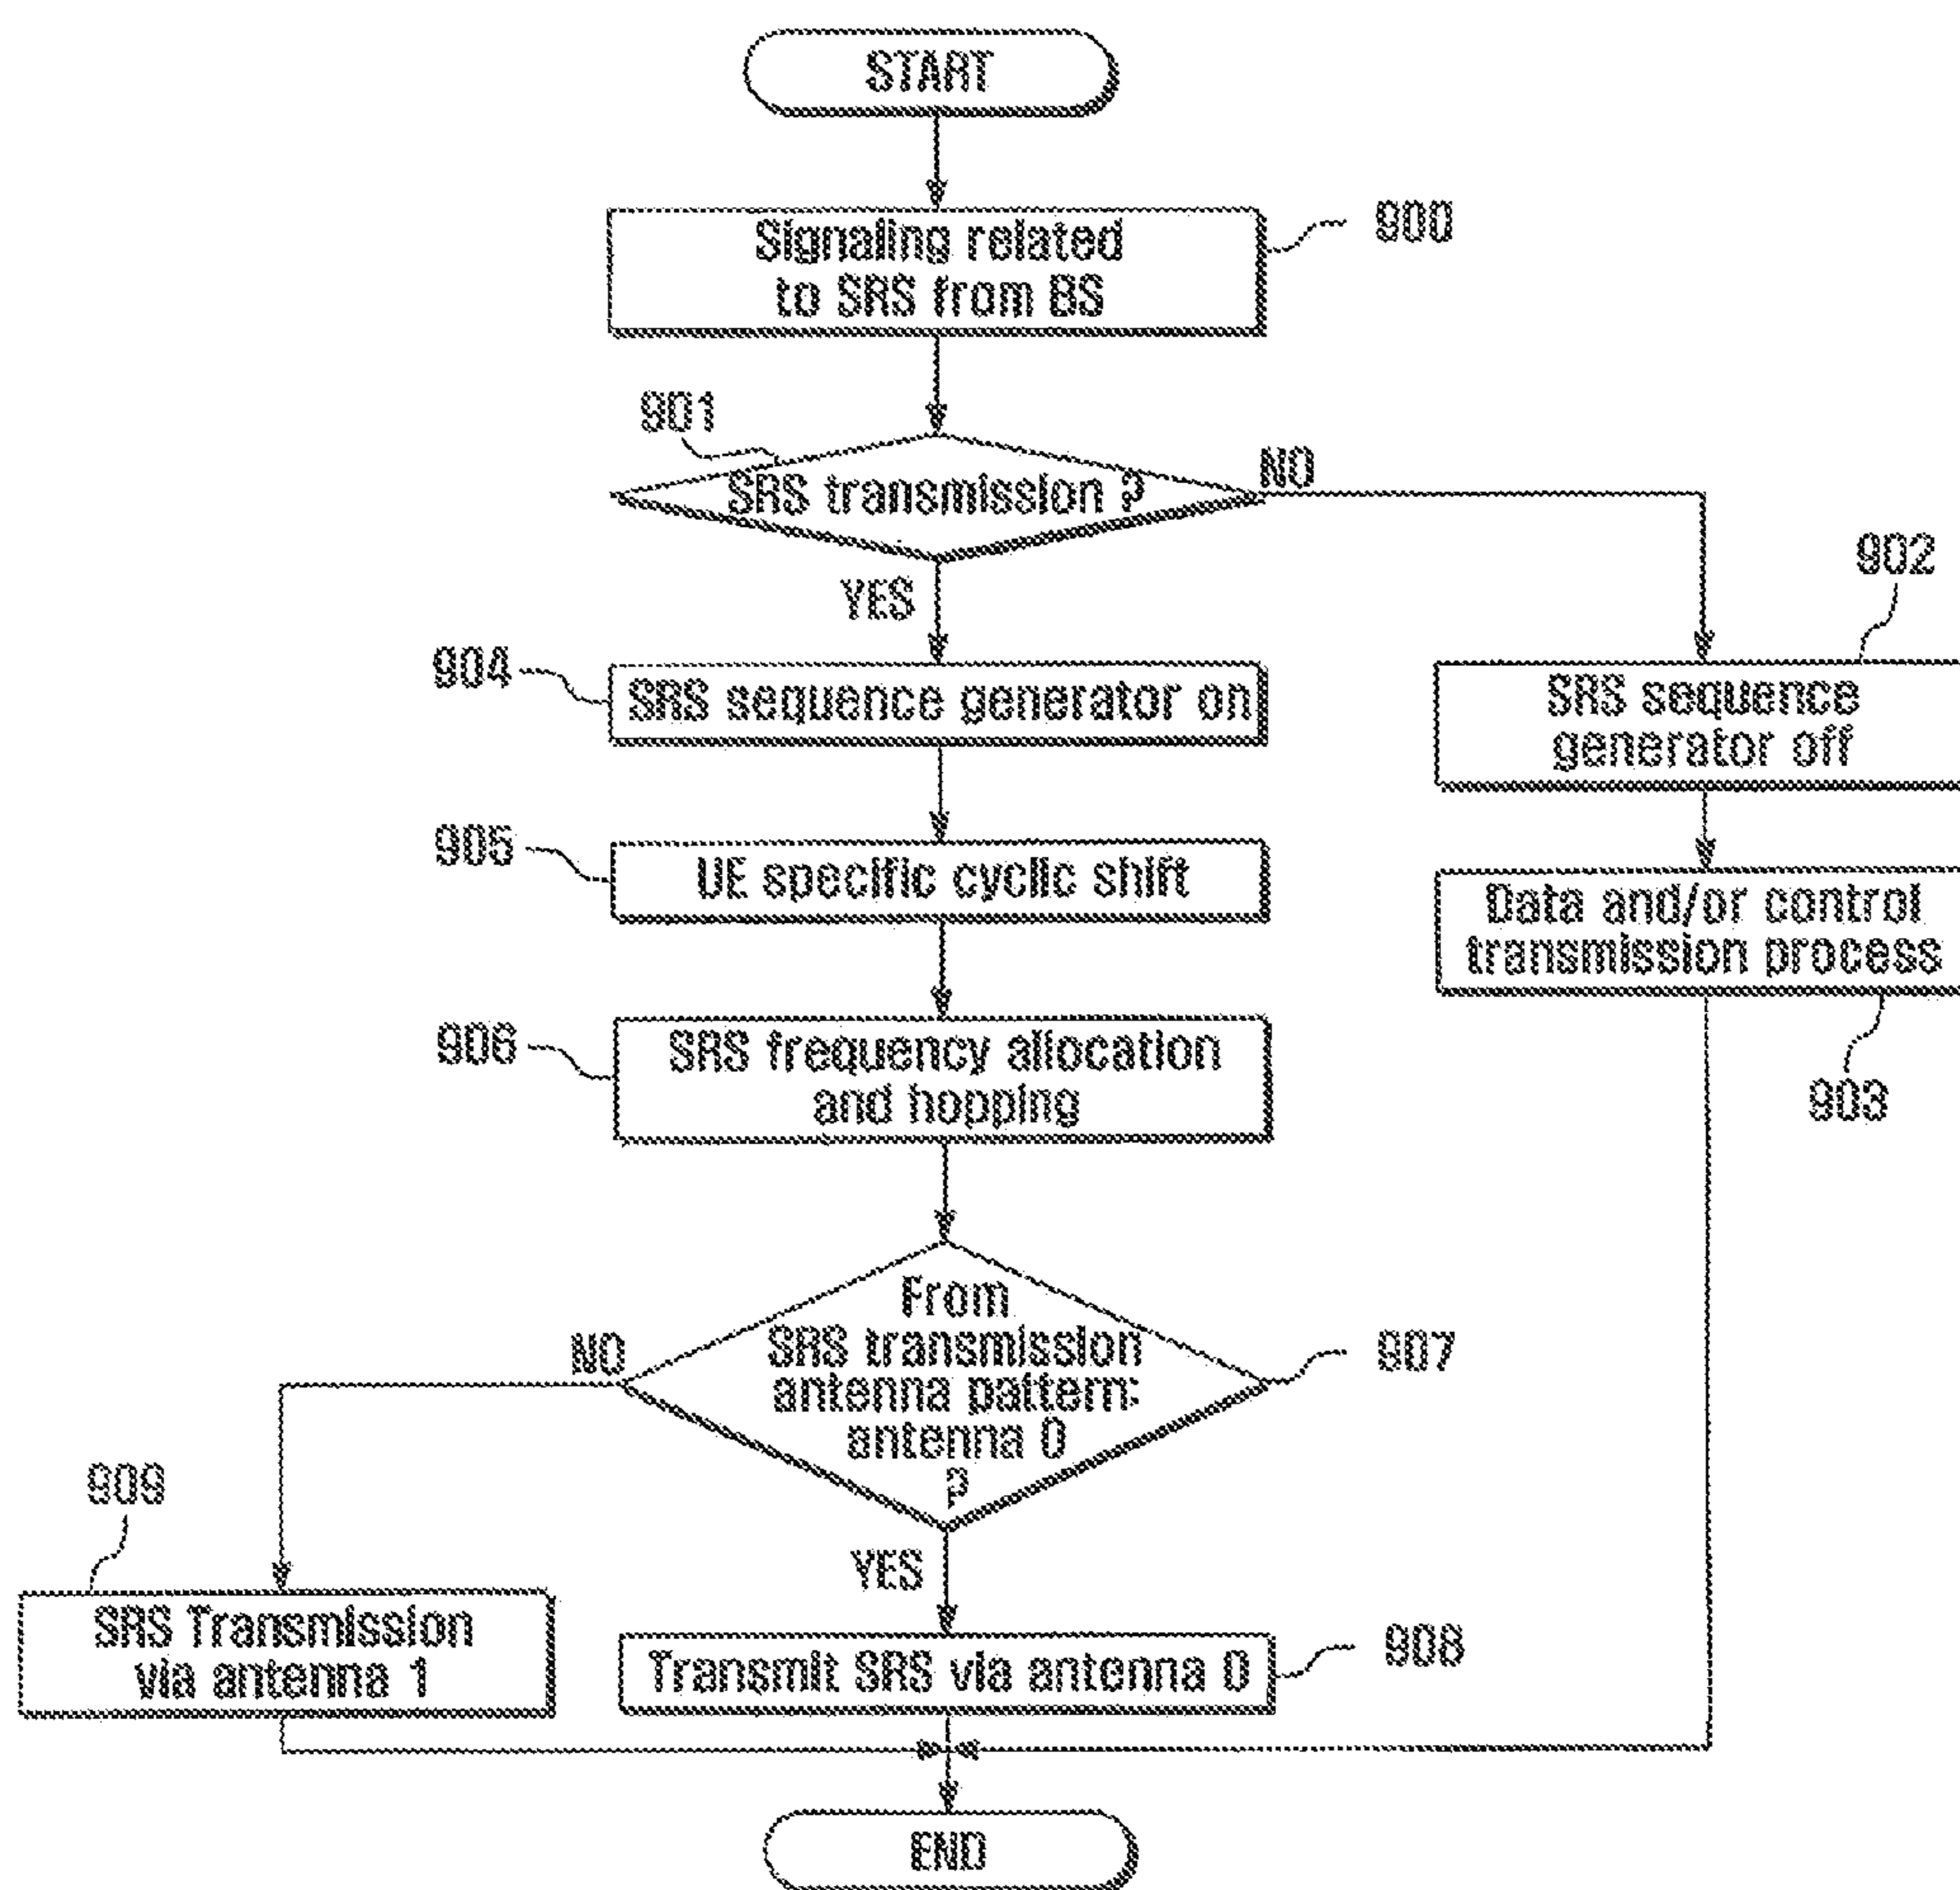 START
Signaling related
to SRS from BS
900
901
SRS transmission ?
NO
YES
902
904
SRS sequence generator on
SRS sequence
generator off
905
UE specific cyclic shift
Data and/or control
transmission process
903
906
SRS frequency allocation
and hopping
From
SRS transmission
antenna pattern:
antenna 0
?
907
NO
YES
909
SRS Transmission
via antenna 1
Transmit SRS via antenna 0
908
END